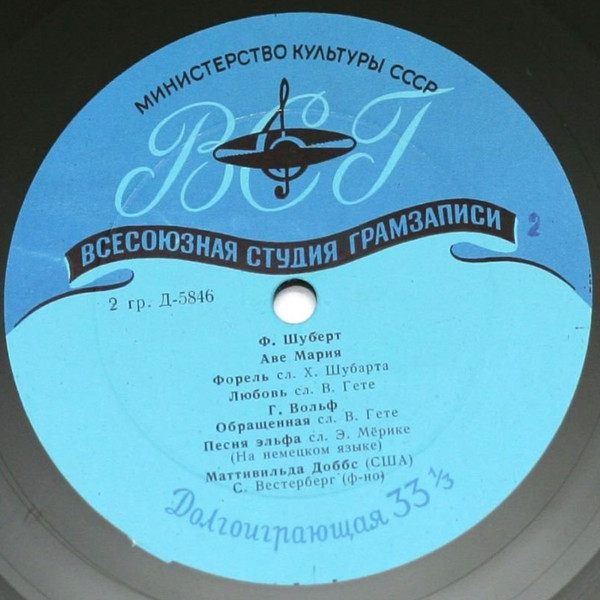 МИНИСТЕРСТВО КУЛЬТУРЫ СССР
ВСГ
ВСЕСОЮЗНАЯ СТУДИЯ ГРАМЗАПИСИ
2
2 гр. Д-5846
Ф. Шуберт
Аве Мария
Форель сл. Х. Шубарта
Любовь сл. В. Гете
Г. Вольф
Обращенная сл. В. Гете
Песня эльфа сл. Э. Мёрике
(На немецком языке)
Маттивильда Доббс (США)
С. Вестерберг (ф-но)
Долгоиграющая 33⅓